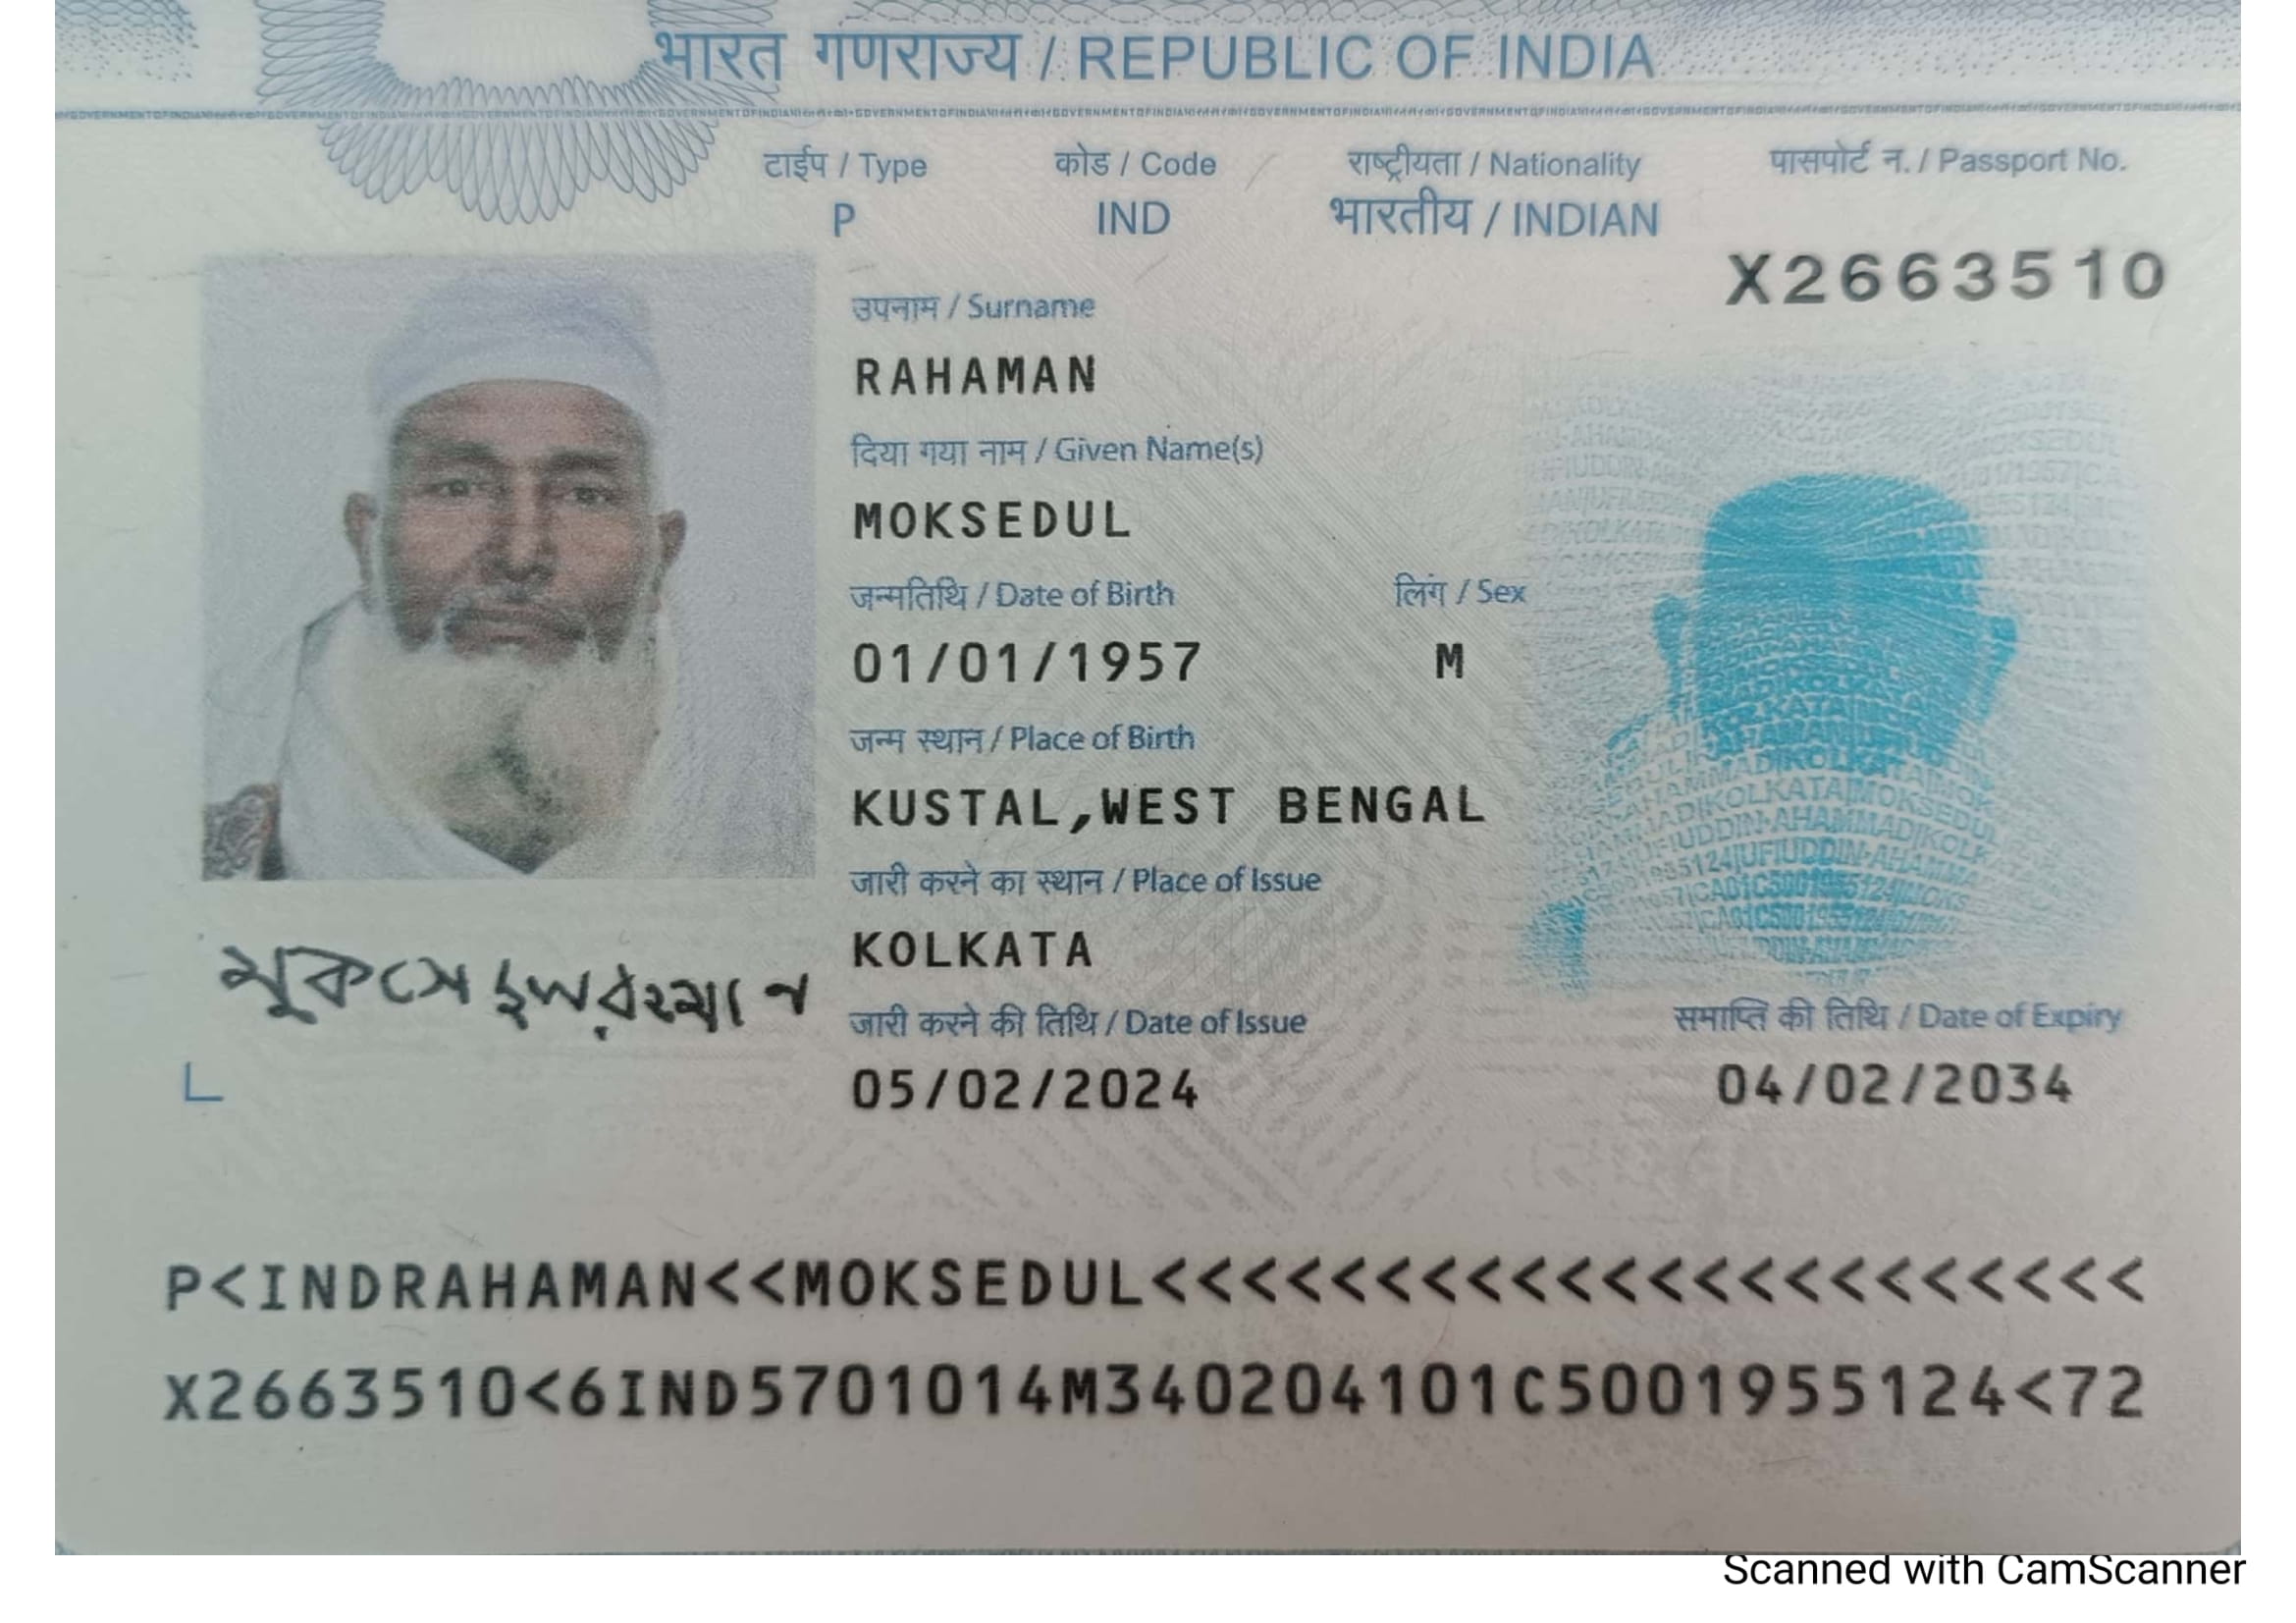 भारत गणराज्य / REPUBLIC OF INDIA
टाईप / Type कोड / Code राष्ट्रीयता / Nationality पासपोर्ट न. / Passport No.
P IND भारतीय / INDIAN
X2663510
उपनाम / Surname
RAHAMAN
दिया गया नाम / Given Name(s)
MOKSEDUL
जन्मतिथि / Date of Birth लिंग / Sex
01/01/1957 M
जन्म स्थान / Place of Birth
KUSTAL,WEST BENGAL
जारी करने का स्थान / Place of Issue
KOLKATA
जारी करने की तिथि / Date of Issue समाप्ति की तिथि / Date of Expiry
05/02/2024 04/02/2034
L
P<INDRAHAMAN<<MOKSEDUL<<<<<<<<<<<<<<<<<<<<<<
X2663510<6IND5701014M340204101C5001955124<72
Scanned with CamScanner